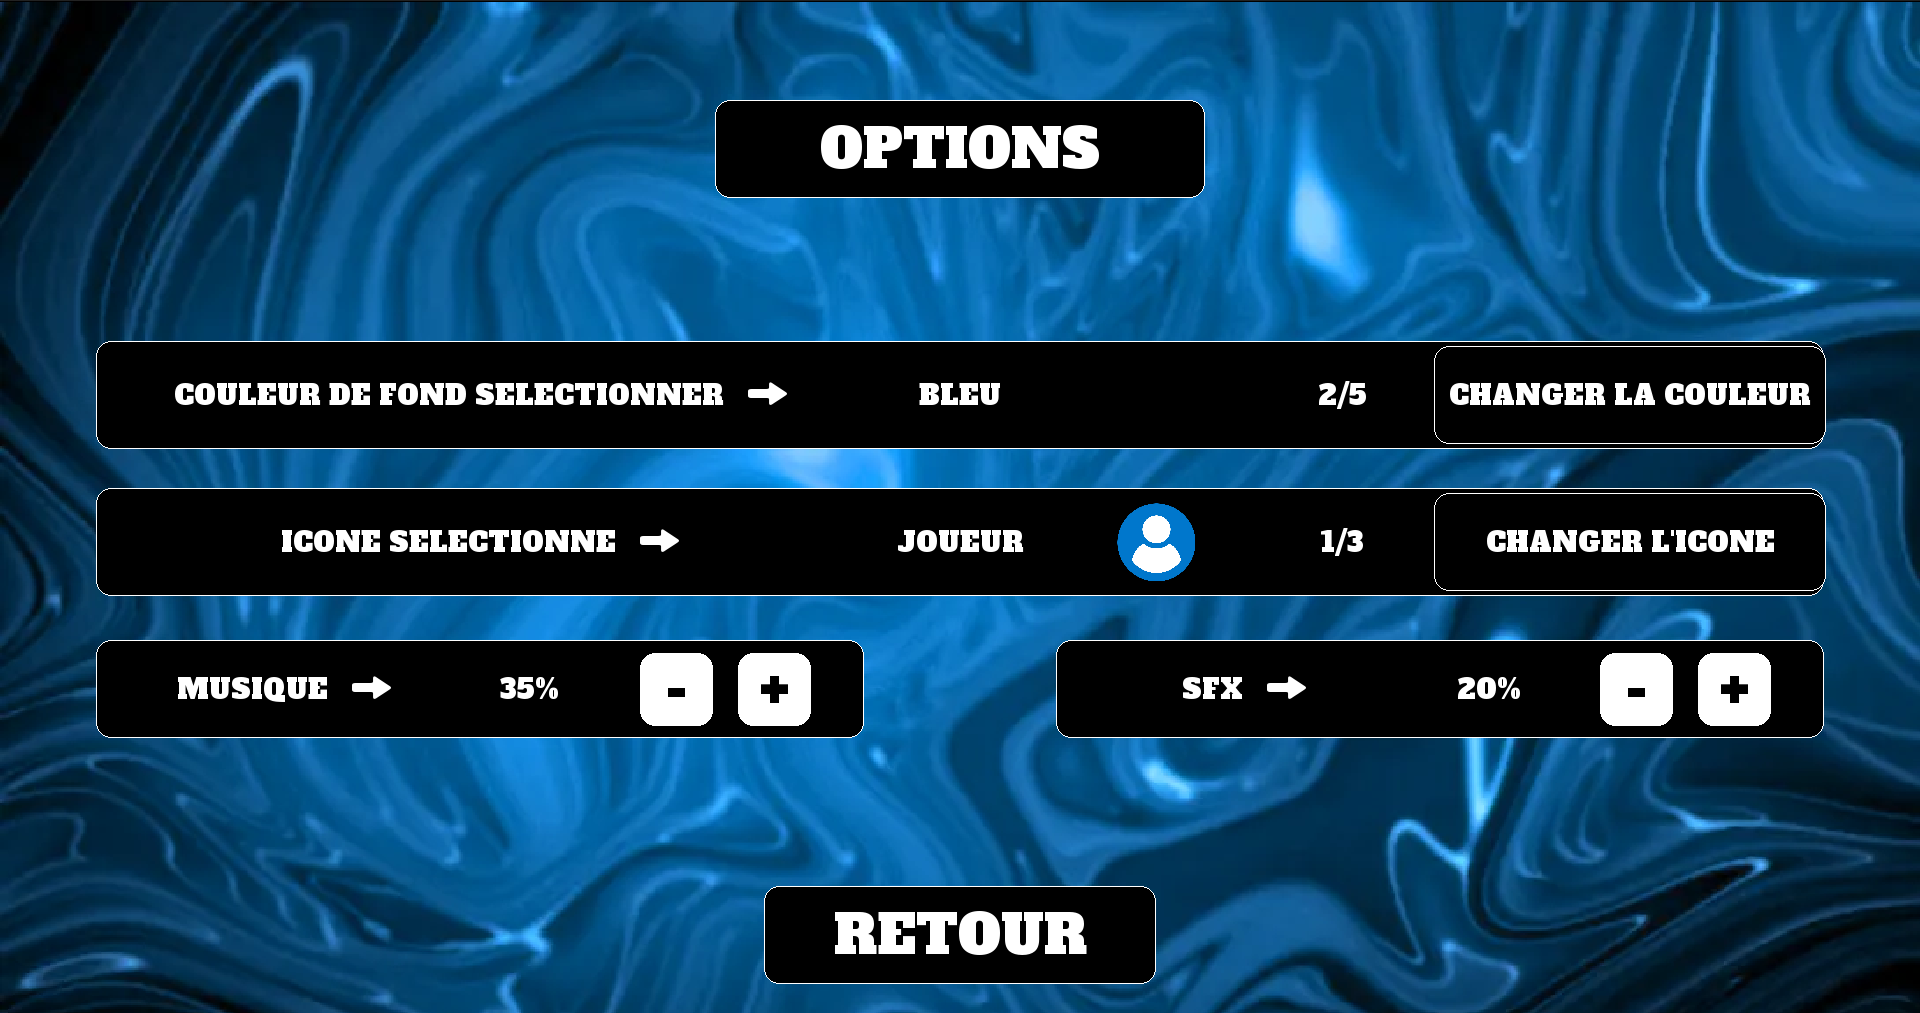 OPTIONS
COULEUR DE FOND SELECTIONNER → BLEU 2/5 CHANGER LA COULEUR
ICONE SELECTIONNE → JOUEUR 1/3 CHANGER L'ICONE
MUSIQUE → 35% - + SFX → 20% - +
RETOUR